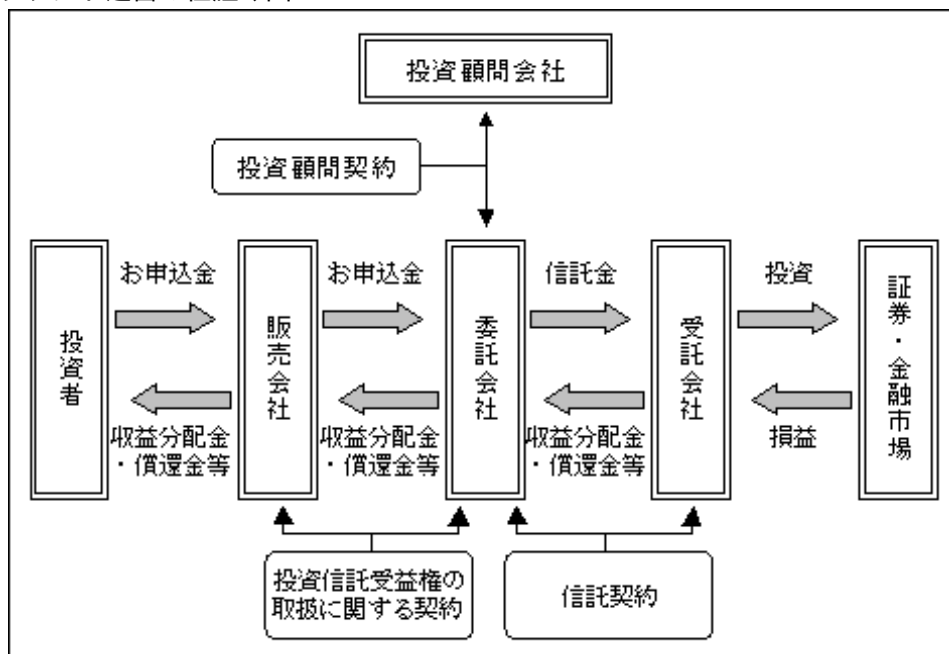 投資顧問会社
投資顧問契約
投資者
お申込金
収益分配金
・償還金等
販売会社
お申込金
収益分配金
・償還金等
委託会社
信託金
収益分配金
・償還金等
受託会社
投資
損益
証券・金融市場
投資信託受益権の
取扱に関する契約
信託契約